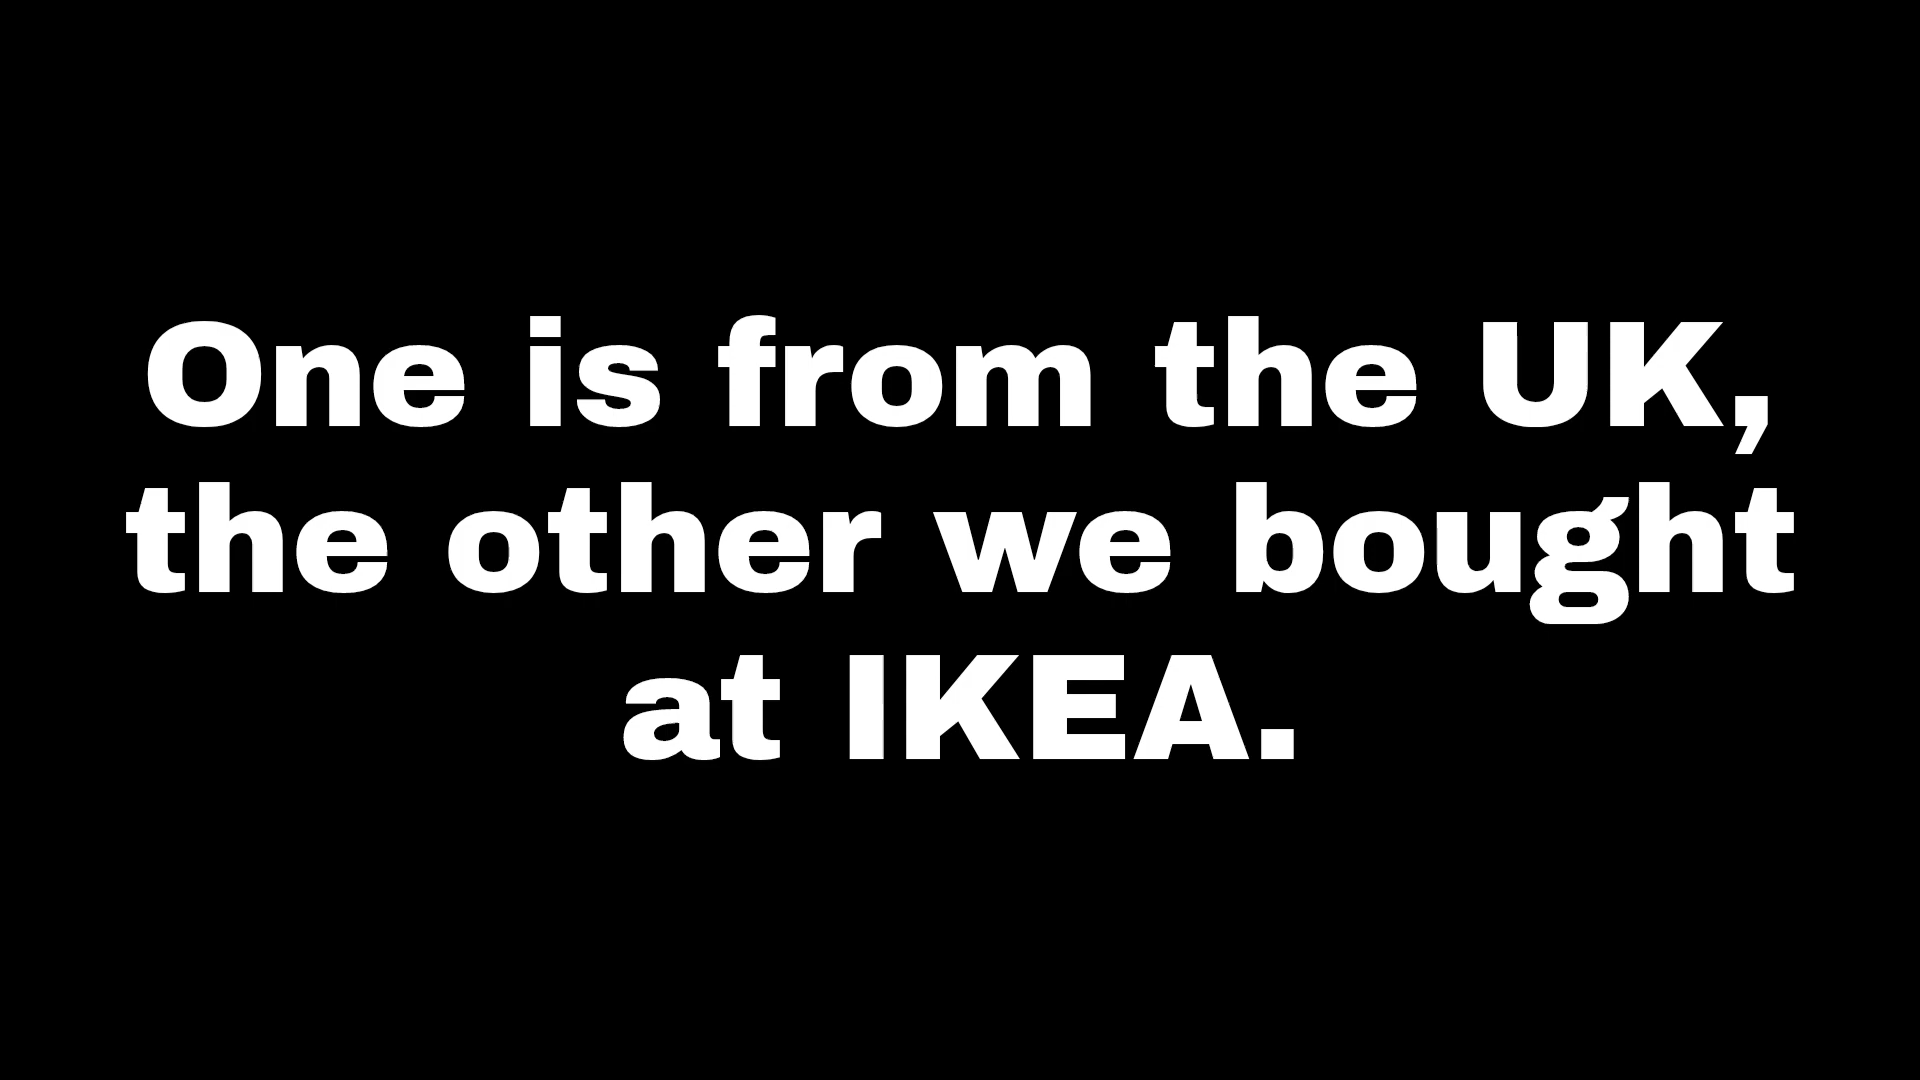 One is from the UK,
the other we bought
at IKEA.